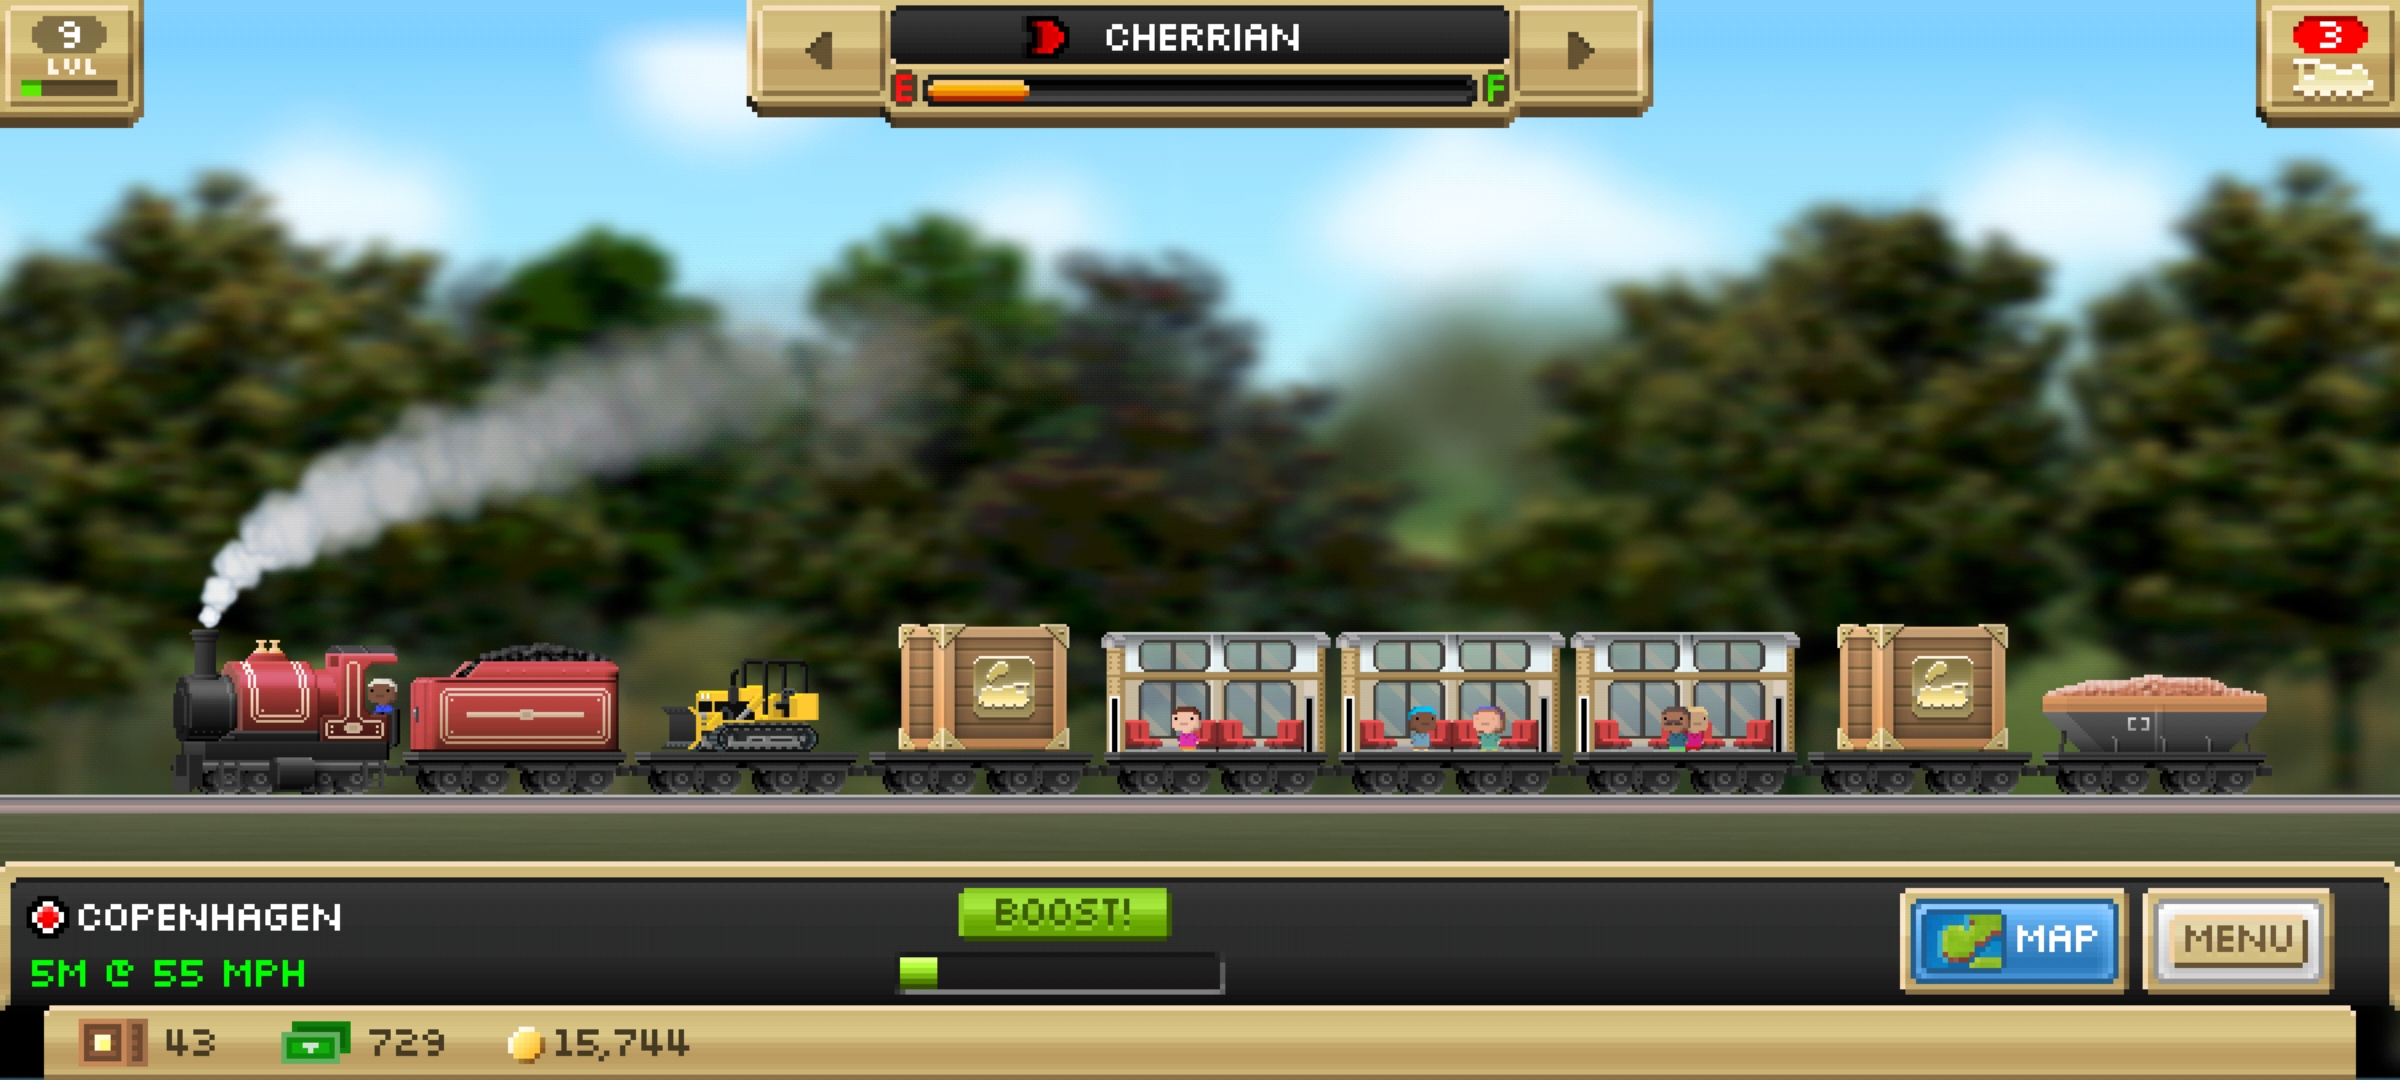 9
LVL
CHERRIAN
E F
3
COPENHAGEN
5M @ 55 MPH
BOOST!
MAP
MENU
43 729 15,744